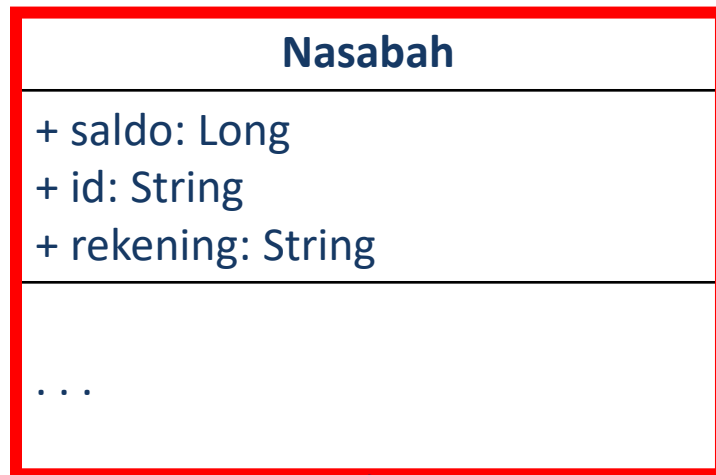 Nasabah
+ saldo: Long
+ id: String
+ rekening: String
. . .